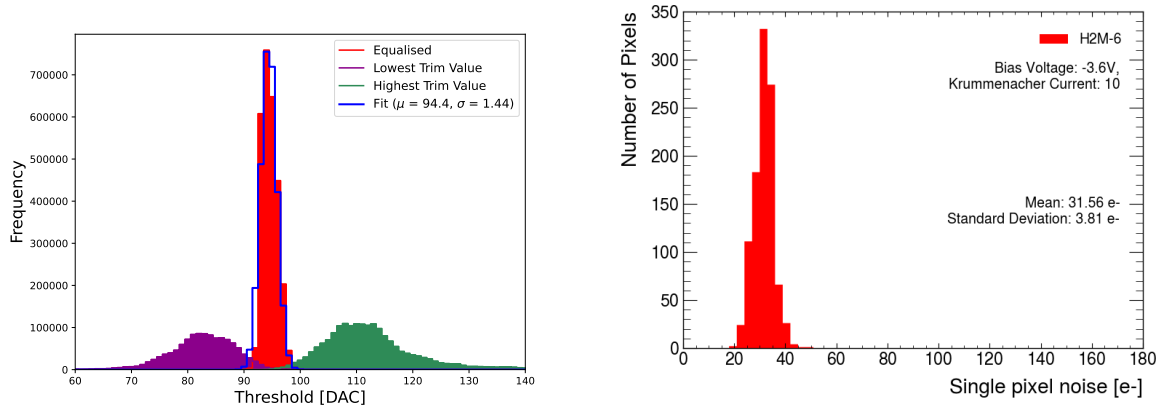 700000
600000
500000
400000
300000
200000
100000
0
Frequency
60
70
80
90
100
110
120
130
140
Threshold [DAC]
Equalised
Lowest Trim Value
Highest Trim Value
Fit (μ = 94.4, σ = 1.44)
350
300
250
200
150
100
50
0
Number of Pixels
H2M-6
Bias Voltage: -3.6V,
Krummenacher Current: 10
Mean: 31.56 e-
Standard Deviation: 3.81 e-
0
20
40
60
80
100
120
140
160
180
Single pixel noise [e-]